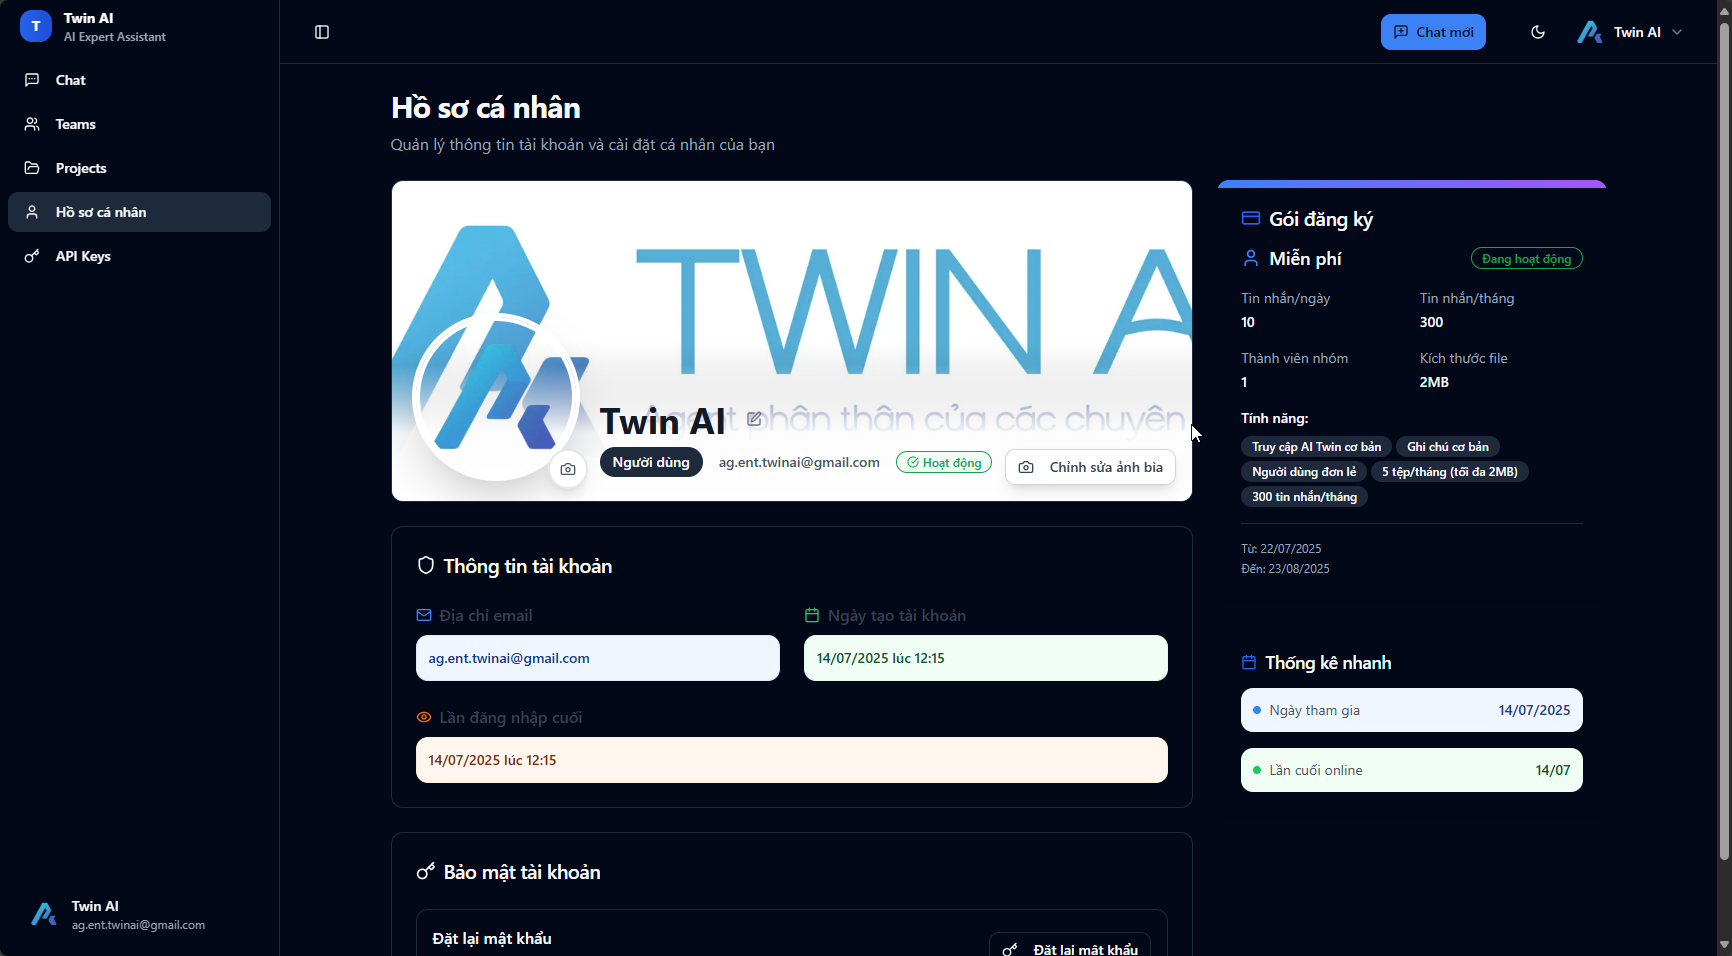 T
Twin AI
AI Expert Assistant
Chat
Teams
Projects
Hồ sơ cá nhân
API Keys
Twin AI
ag.ent.twinai@gmail.com
Chat mới
Twin AI
Hồ sơ cá nhân
Quản lý thông tin tài khoản và cài đặt cá nhân của bạn
TWIN A
Agent phân thân của các chuyên
Twin AI
Người dùng
ag.ent.twinai@gmail.com
Hoạt động
Chỉnh sửa ảnh bìa
Thông tin tài khoản
Địa chỉ email
Ngày tạo tài khoản
ag.ent.twinai@gmail.com
14/07/2025 lúc 12:15
Lần đăng nhập cuối
14/07/2025 lúc 12:15
Bảo mật tài khoản
Đặt lại mật khẩu
Đặt lại mật khẩu
Gói đăng ký
Miễn phí
Đang hoạt động
Tin nhắn/ngày
Tin nhắn/tháng
10
300
Thành viên nhóm
Kích thước file
1
2MB
Tính năng:
Truy cập AI Twin cơ bản
Ghi chú cơ bản
Người dùng đơn lẻ
5 tệp/tháng (tối đa 2MB)
300 tin nhắn/tháng
Từ: 22/07/2025
Đến: 23/08/2025
Thống kê nhanh
Ngày tham gia
14/07/2025
Lần cuối online
14/07